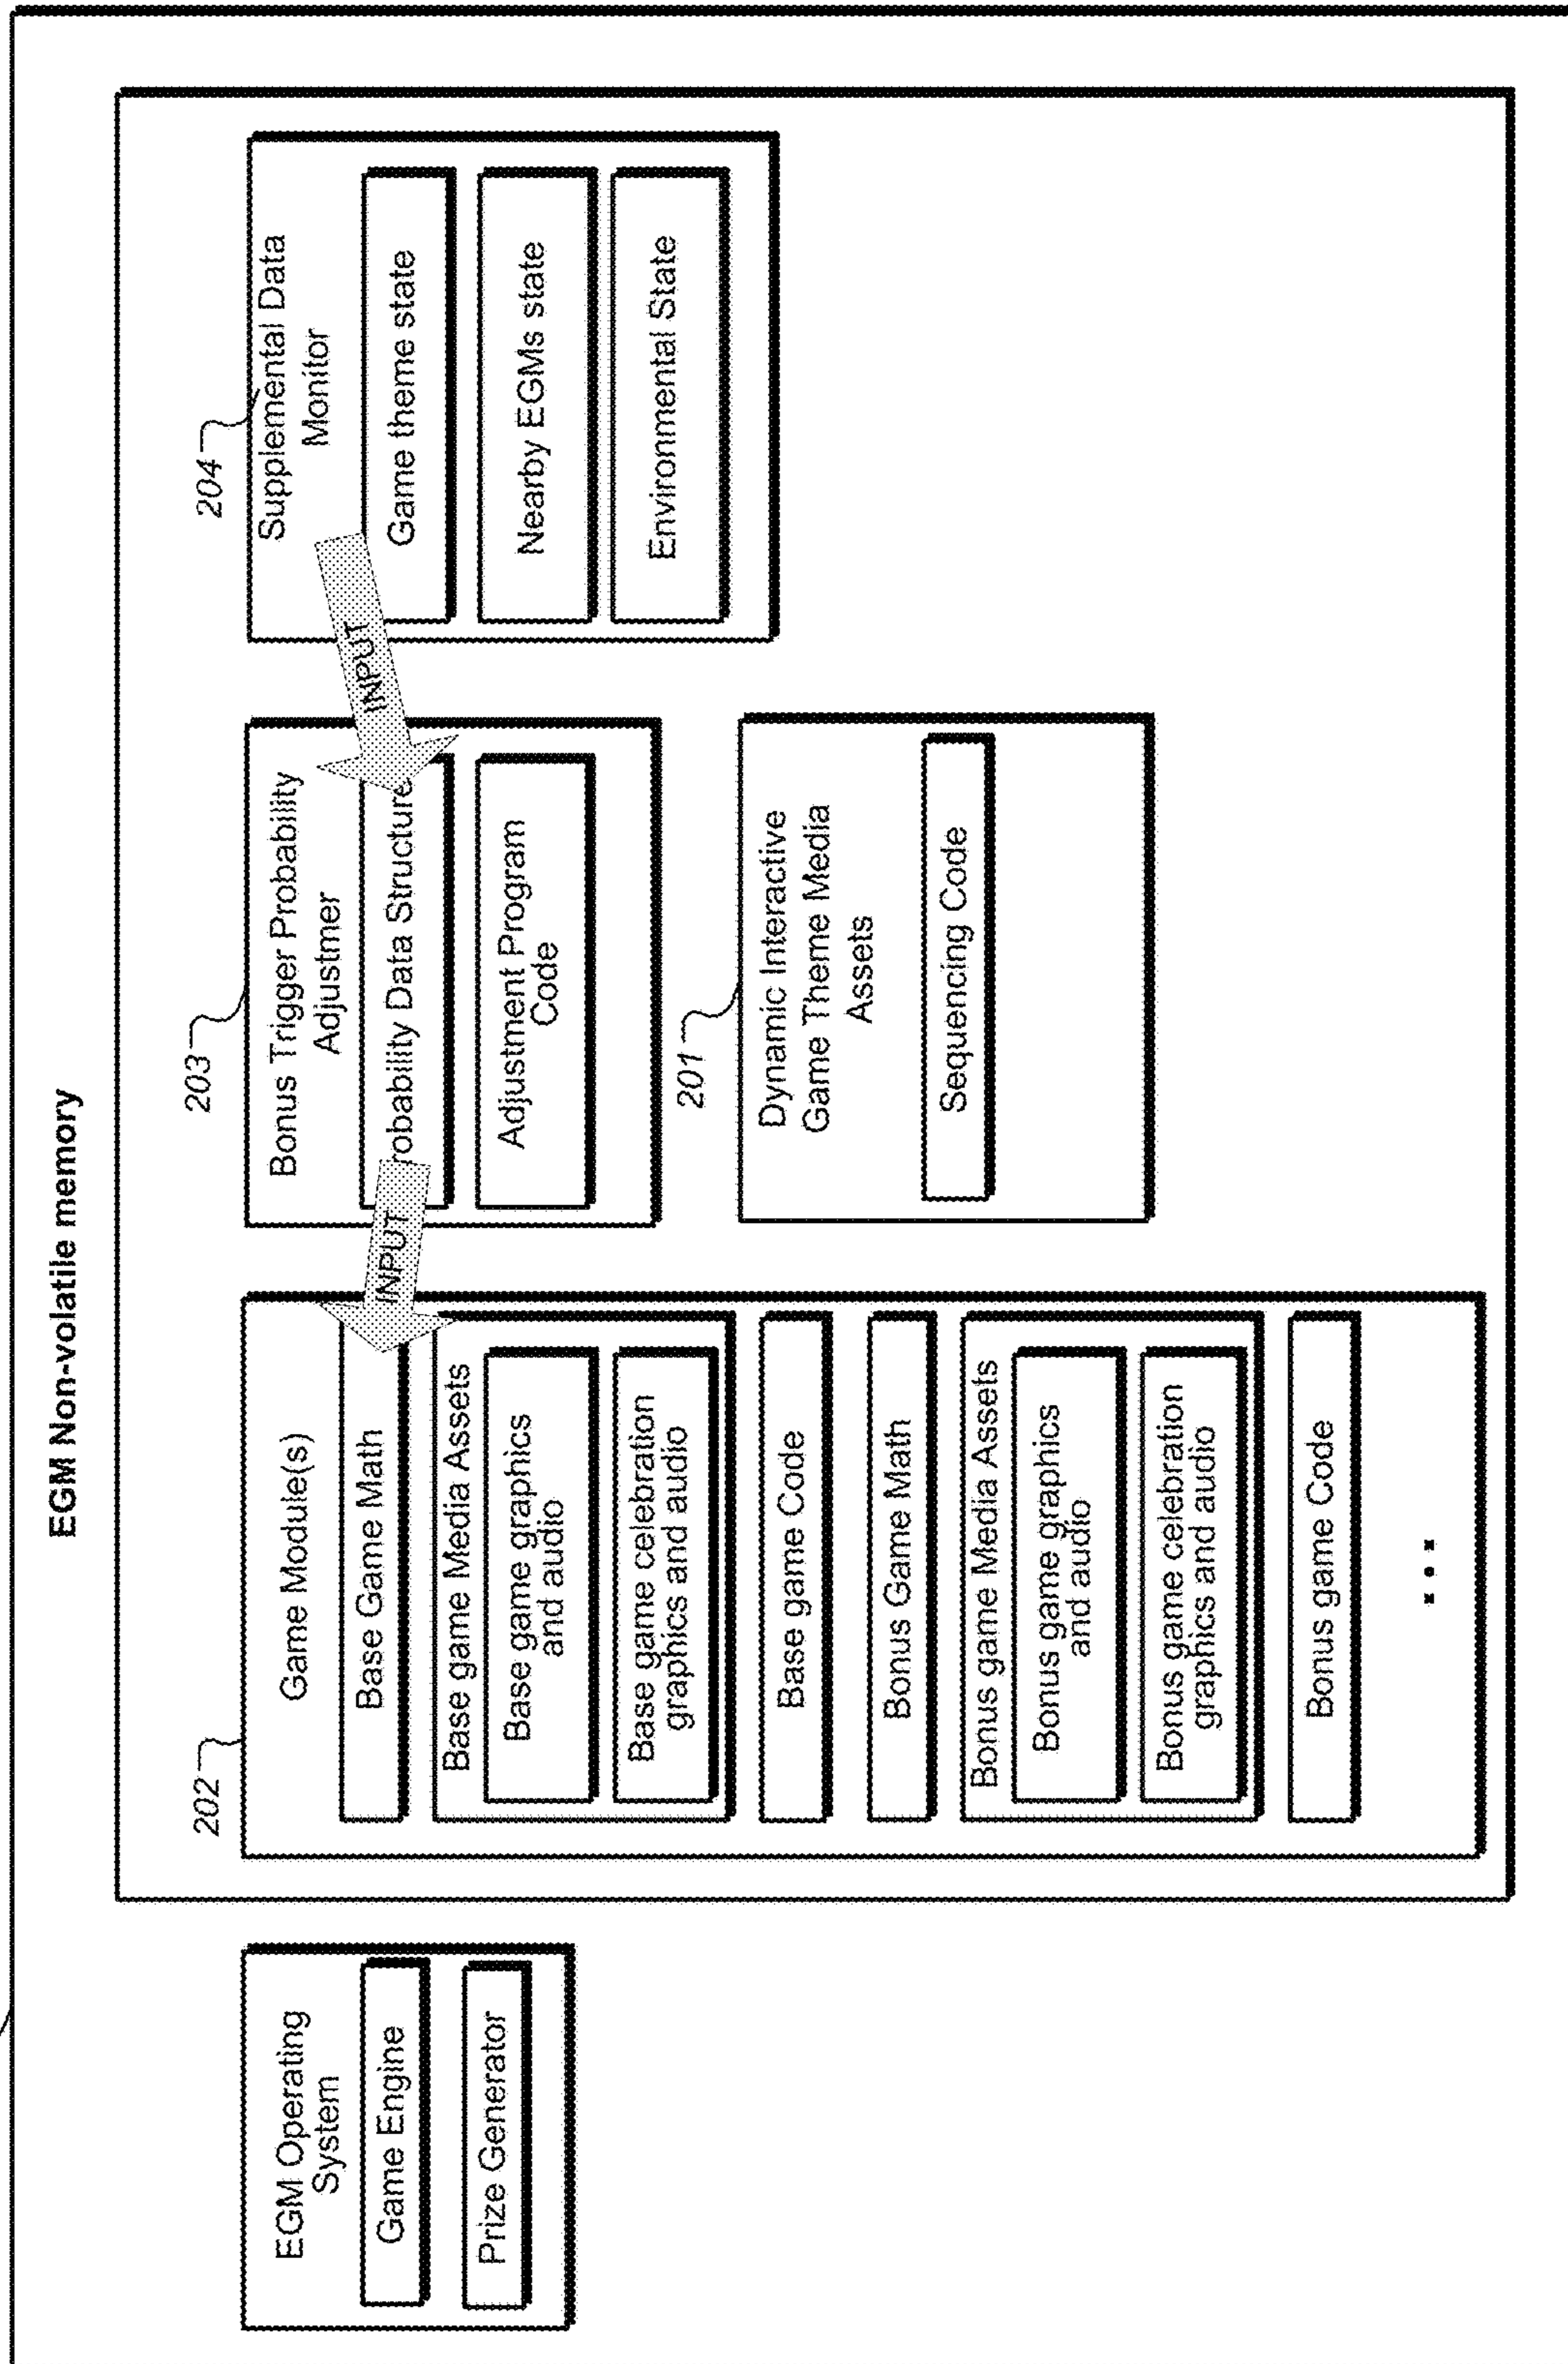 EGM Non-volatile memory
EGM Operating
System
Game Engine
Prize Generator
202
Game Module(s)
Base Game Math
Base game Media Assets
Base game graphics
and audio
Base game celebration
graphics and audio
Base game Code
Bonus Game Math
Bonus game Media Assets
Bonus game graphics
and audio
Bonus game celebration
graphics and audio
Bonus game Code
...
INPUT
203
Bonus Trigger Probability
Adjustmer
robability Data Structure
Adjustment Program
Code
201
Dynamic Interactive
Game Theme Media
Assets
Sequencing Code
INPUT
204
Supplemental Data
Monitor
Game theme state
Nearby EGMs state
Environmental State